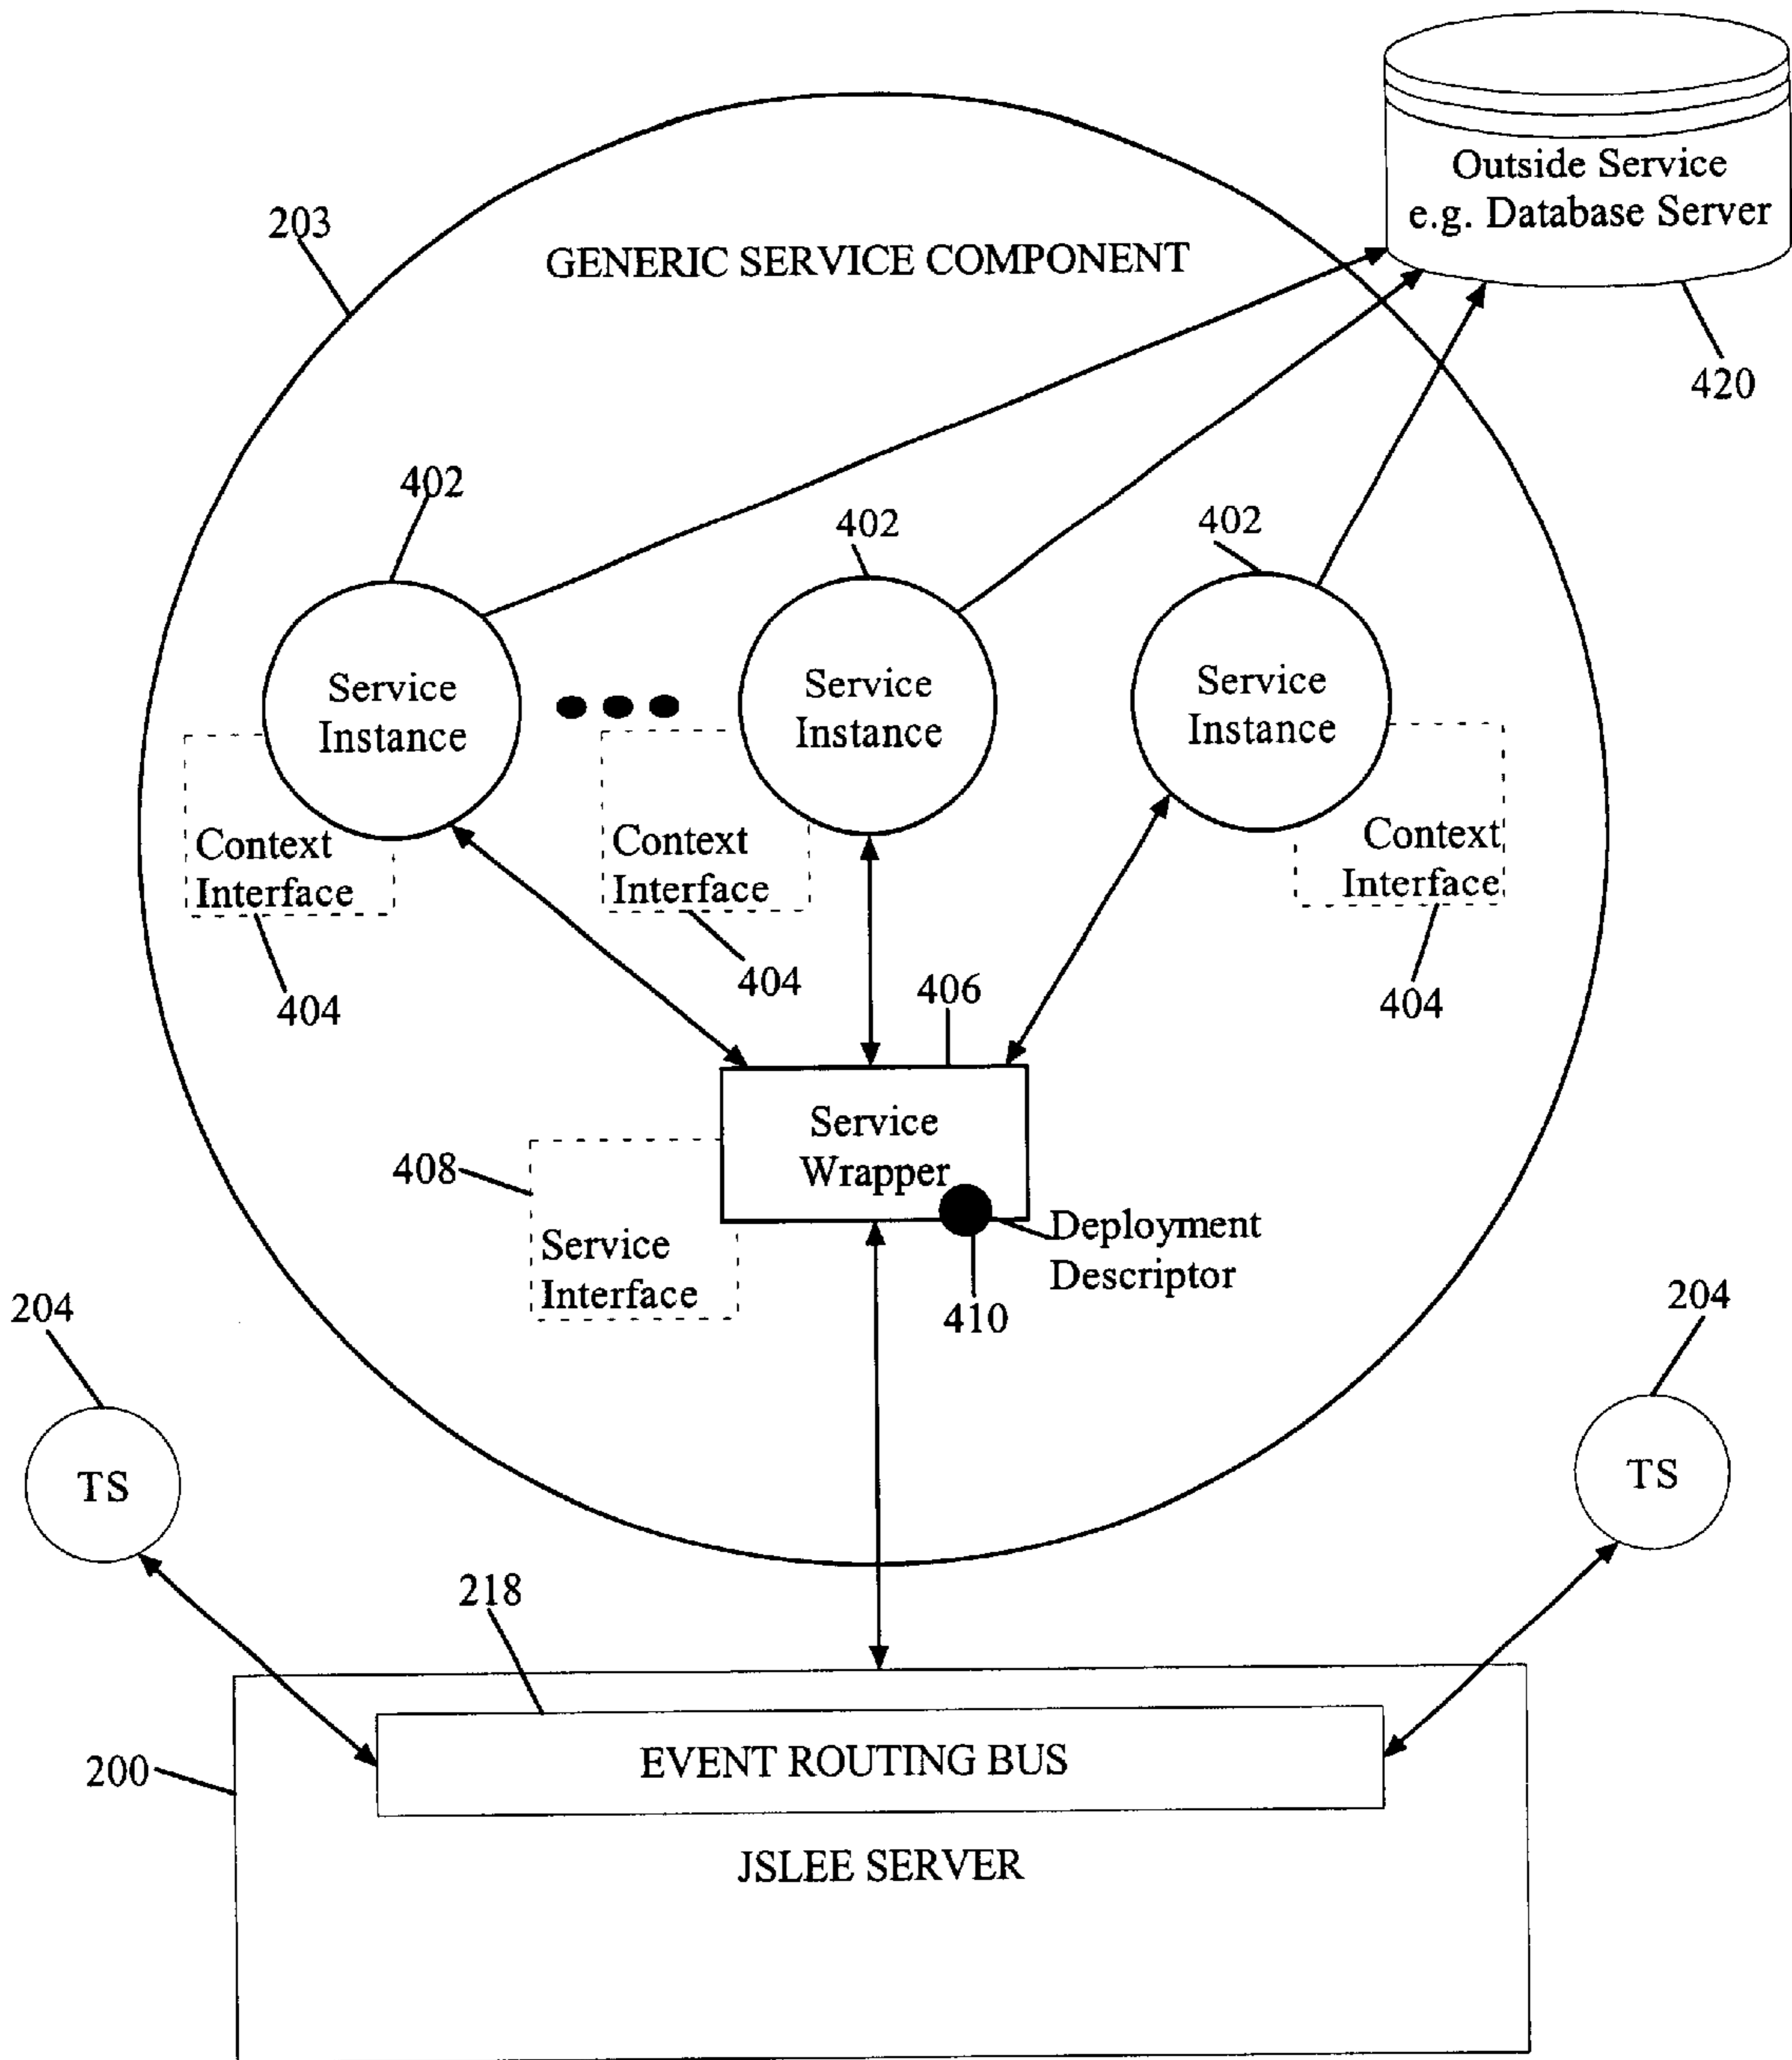 Outside Service
e.g. Database Server
203
GENERIC SERVICE COMPONENT
420
402
402
402
Service
Instance
Service
Instance
Service
Instance
Context
Interface
Context
Interface
Context
Interface
404
404
404
406
Service
Wrapper
408
Service
Interface
Deployment
Descriptor
410
204
204
TS
TS
218
EVENT ROUTING BUS
200
JSLEE SERVER